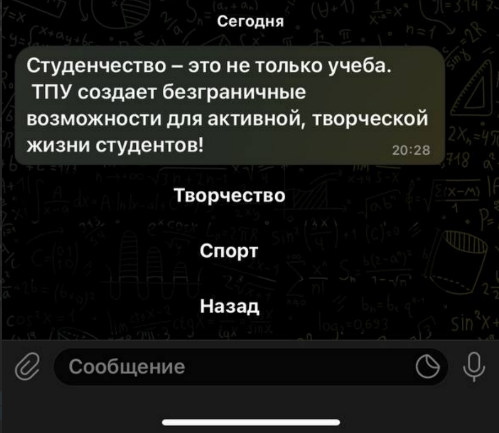 Сегодня
Студенчество – это не только учеба.
ТПУ создает безграничные
возможности для активной, творческой
жизни студентов!
20:28
Творчество
Спорт
Назад
Сообщение